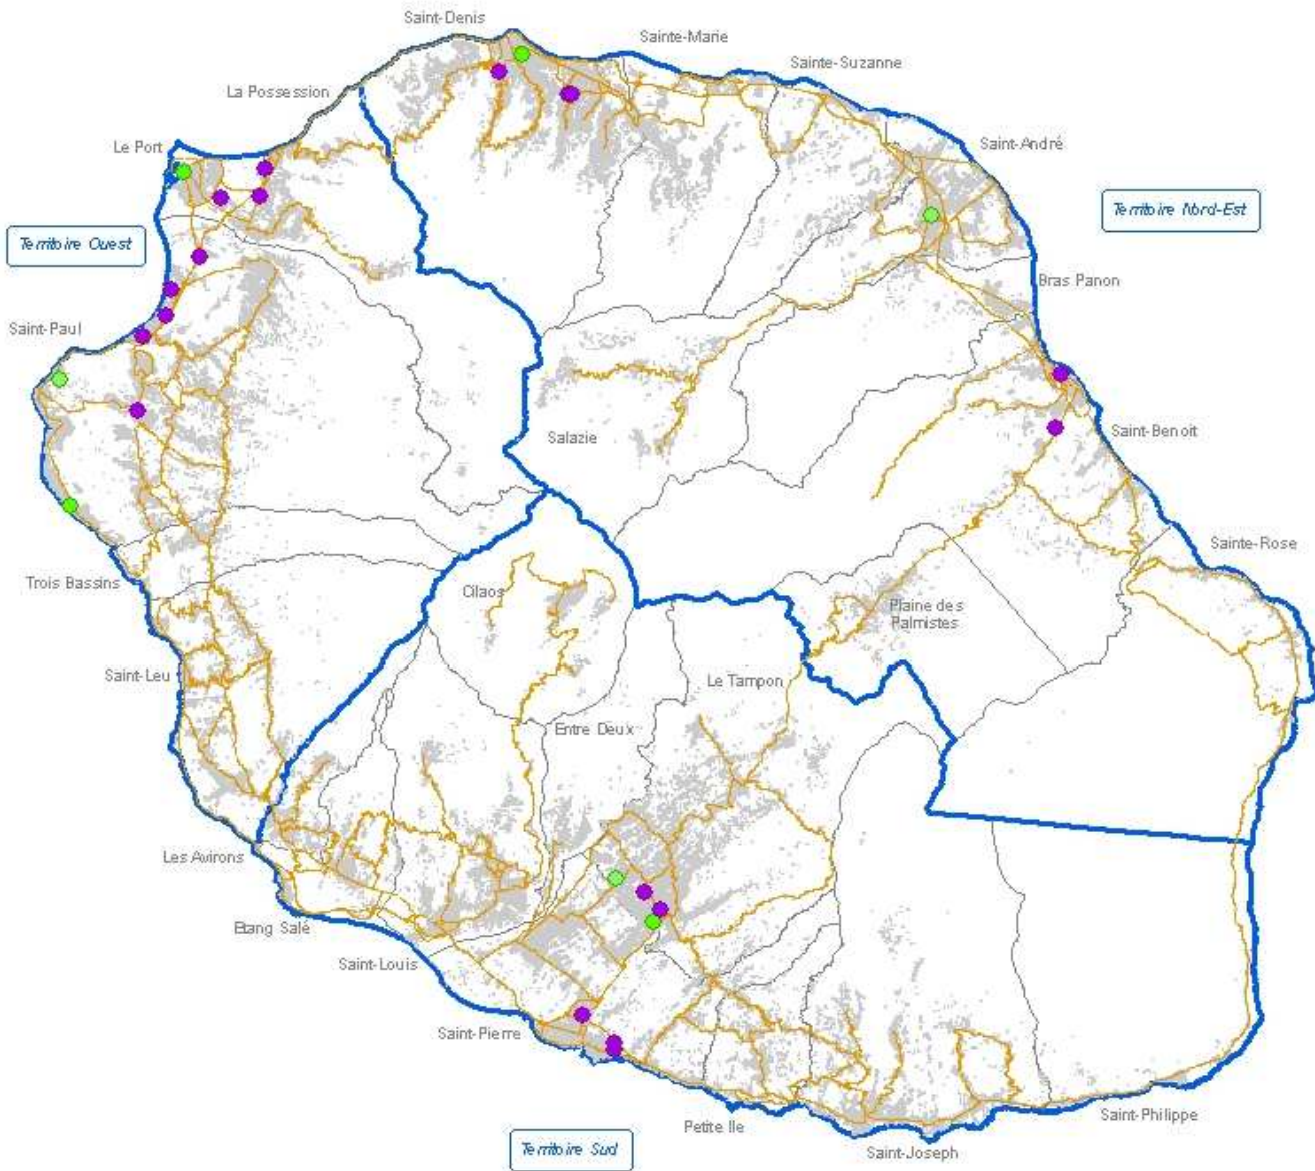 Saint-Denis
Sainte-Marie
Sainte-Suzanne
La Possession
Le Port
Saint-André
Territoire Nord-Est
Territoire Ouest
Bras Panon
Saint-Paul
Salazie
Saint-Benoit
Sainte-Rose
Trois Bassins
Cilaos
Plaine des
Palmistes
Saint-Leu
Le Tampon
Entre Deux
Les Avirons
Etang Salé
Saint-Louis
Saint-Pierre
Saint-Philippe
Petite Ile
Territoire Sud
Saint-Joseph